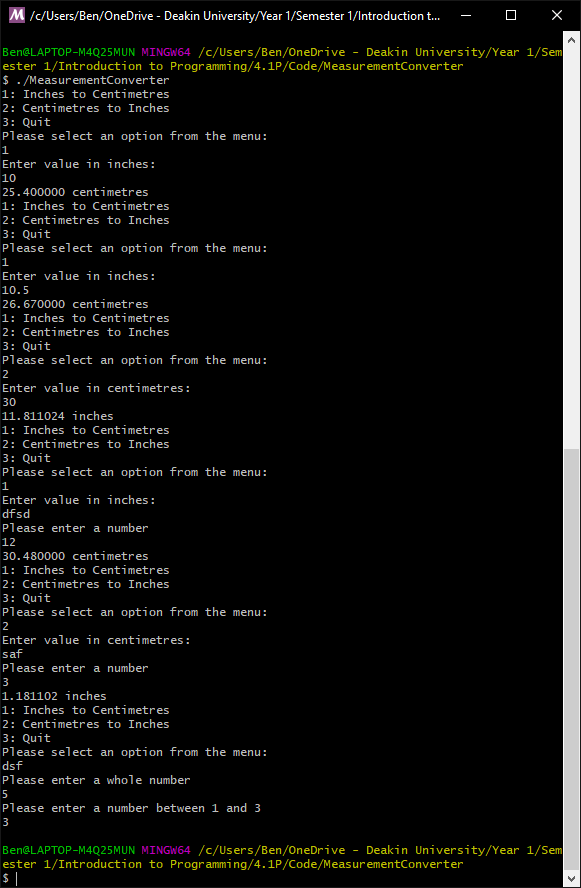 M /c/Users/Ben/OneDrive - Deakin University/Year 1/Semester 1/Introduction t...
Ben@LAPTOP-M4Q25MUN MINGW64 /c/Users/Ben/OneDrive - Deakin University/Year 1/Sem
ester 1/Introduction to Programming/4.1P/Code/MeasurementConverter
$ ./MeasurementConverter
1: Inches to Centimetres
2: Centimetres to Inches
3: Quit
Please select an option from the menu:
1
Enter value in inches:
10
25.400000 centimetres
1: Inches to Centimetres
2: Centimetres to Inches
3: Quit
Please select an option from the menu:
1
Enter value in inches:
10.5
26.670000 centimetres
1: Inches to Centimetres
2: Centimetres to Inches
3: Quit
Please select an option from the menu:
2
Enter value in centimetres:
30
11.811024 inches
1: Inches to Centimetres
2: Centimetres to Inches
3: Quit
Please select an option from the menu:
1
Enter value in inches:
dfsd
Please enter a number
12
30.480000 centimetres
1: Inches to Centimetres
2: Centimetres to Inches
3: Quit
Please select an option from the menu:
2
Enter value in centimetres:
saf
Please enter a number
3
1.181102 inches
1: Inches to Centimetres
2: Centimetres to Inches
3: Quit
Please select an option from the menu:
dsf
Please enter a whole number
5
Please enter a number between 1 and 3
3
Ben@LAPTOP-M4Q25MUN MINGW64 /c/Users/Ben/OneDrive - Deakin University/Year 1/Sem
ester 1/Introduction to Programming/4.1P/Code/MeasurementConverter
$